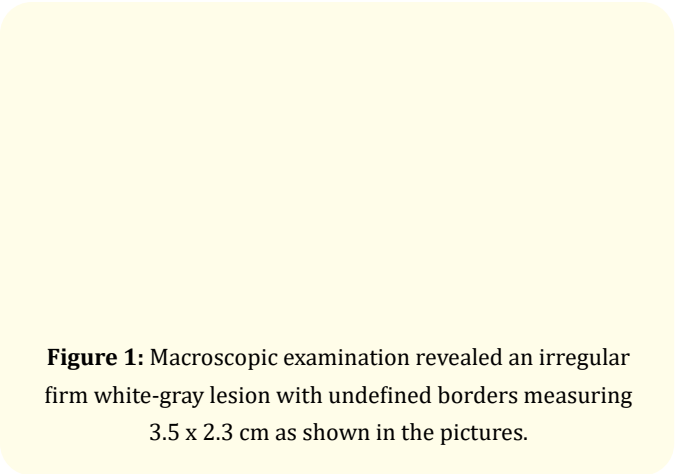 Figure 1: Macroscopic examination revealed an irregular
firm white-gray lesion with undefined borders measuring
3.5 x 2.3 cm as shown in the pictures.